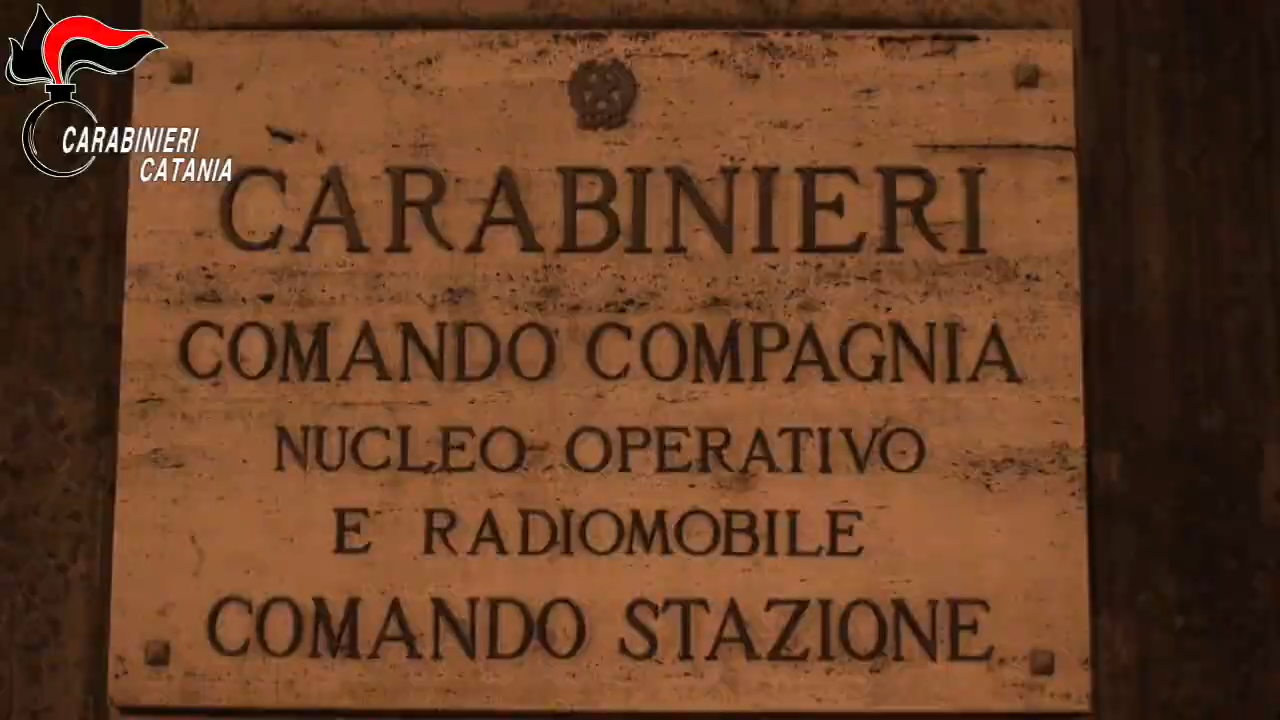 CARABINIERI
CATANIA
CARABINIERI
COMANDO COMPAGNIA
NUCLEO OPERATIVO
E RADIOMOBILE
COMANDO STAZIONE